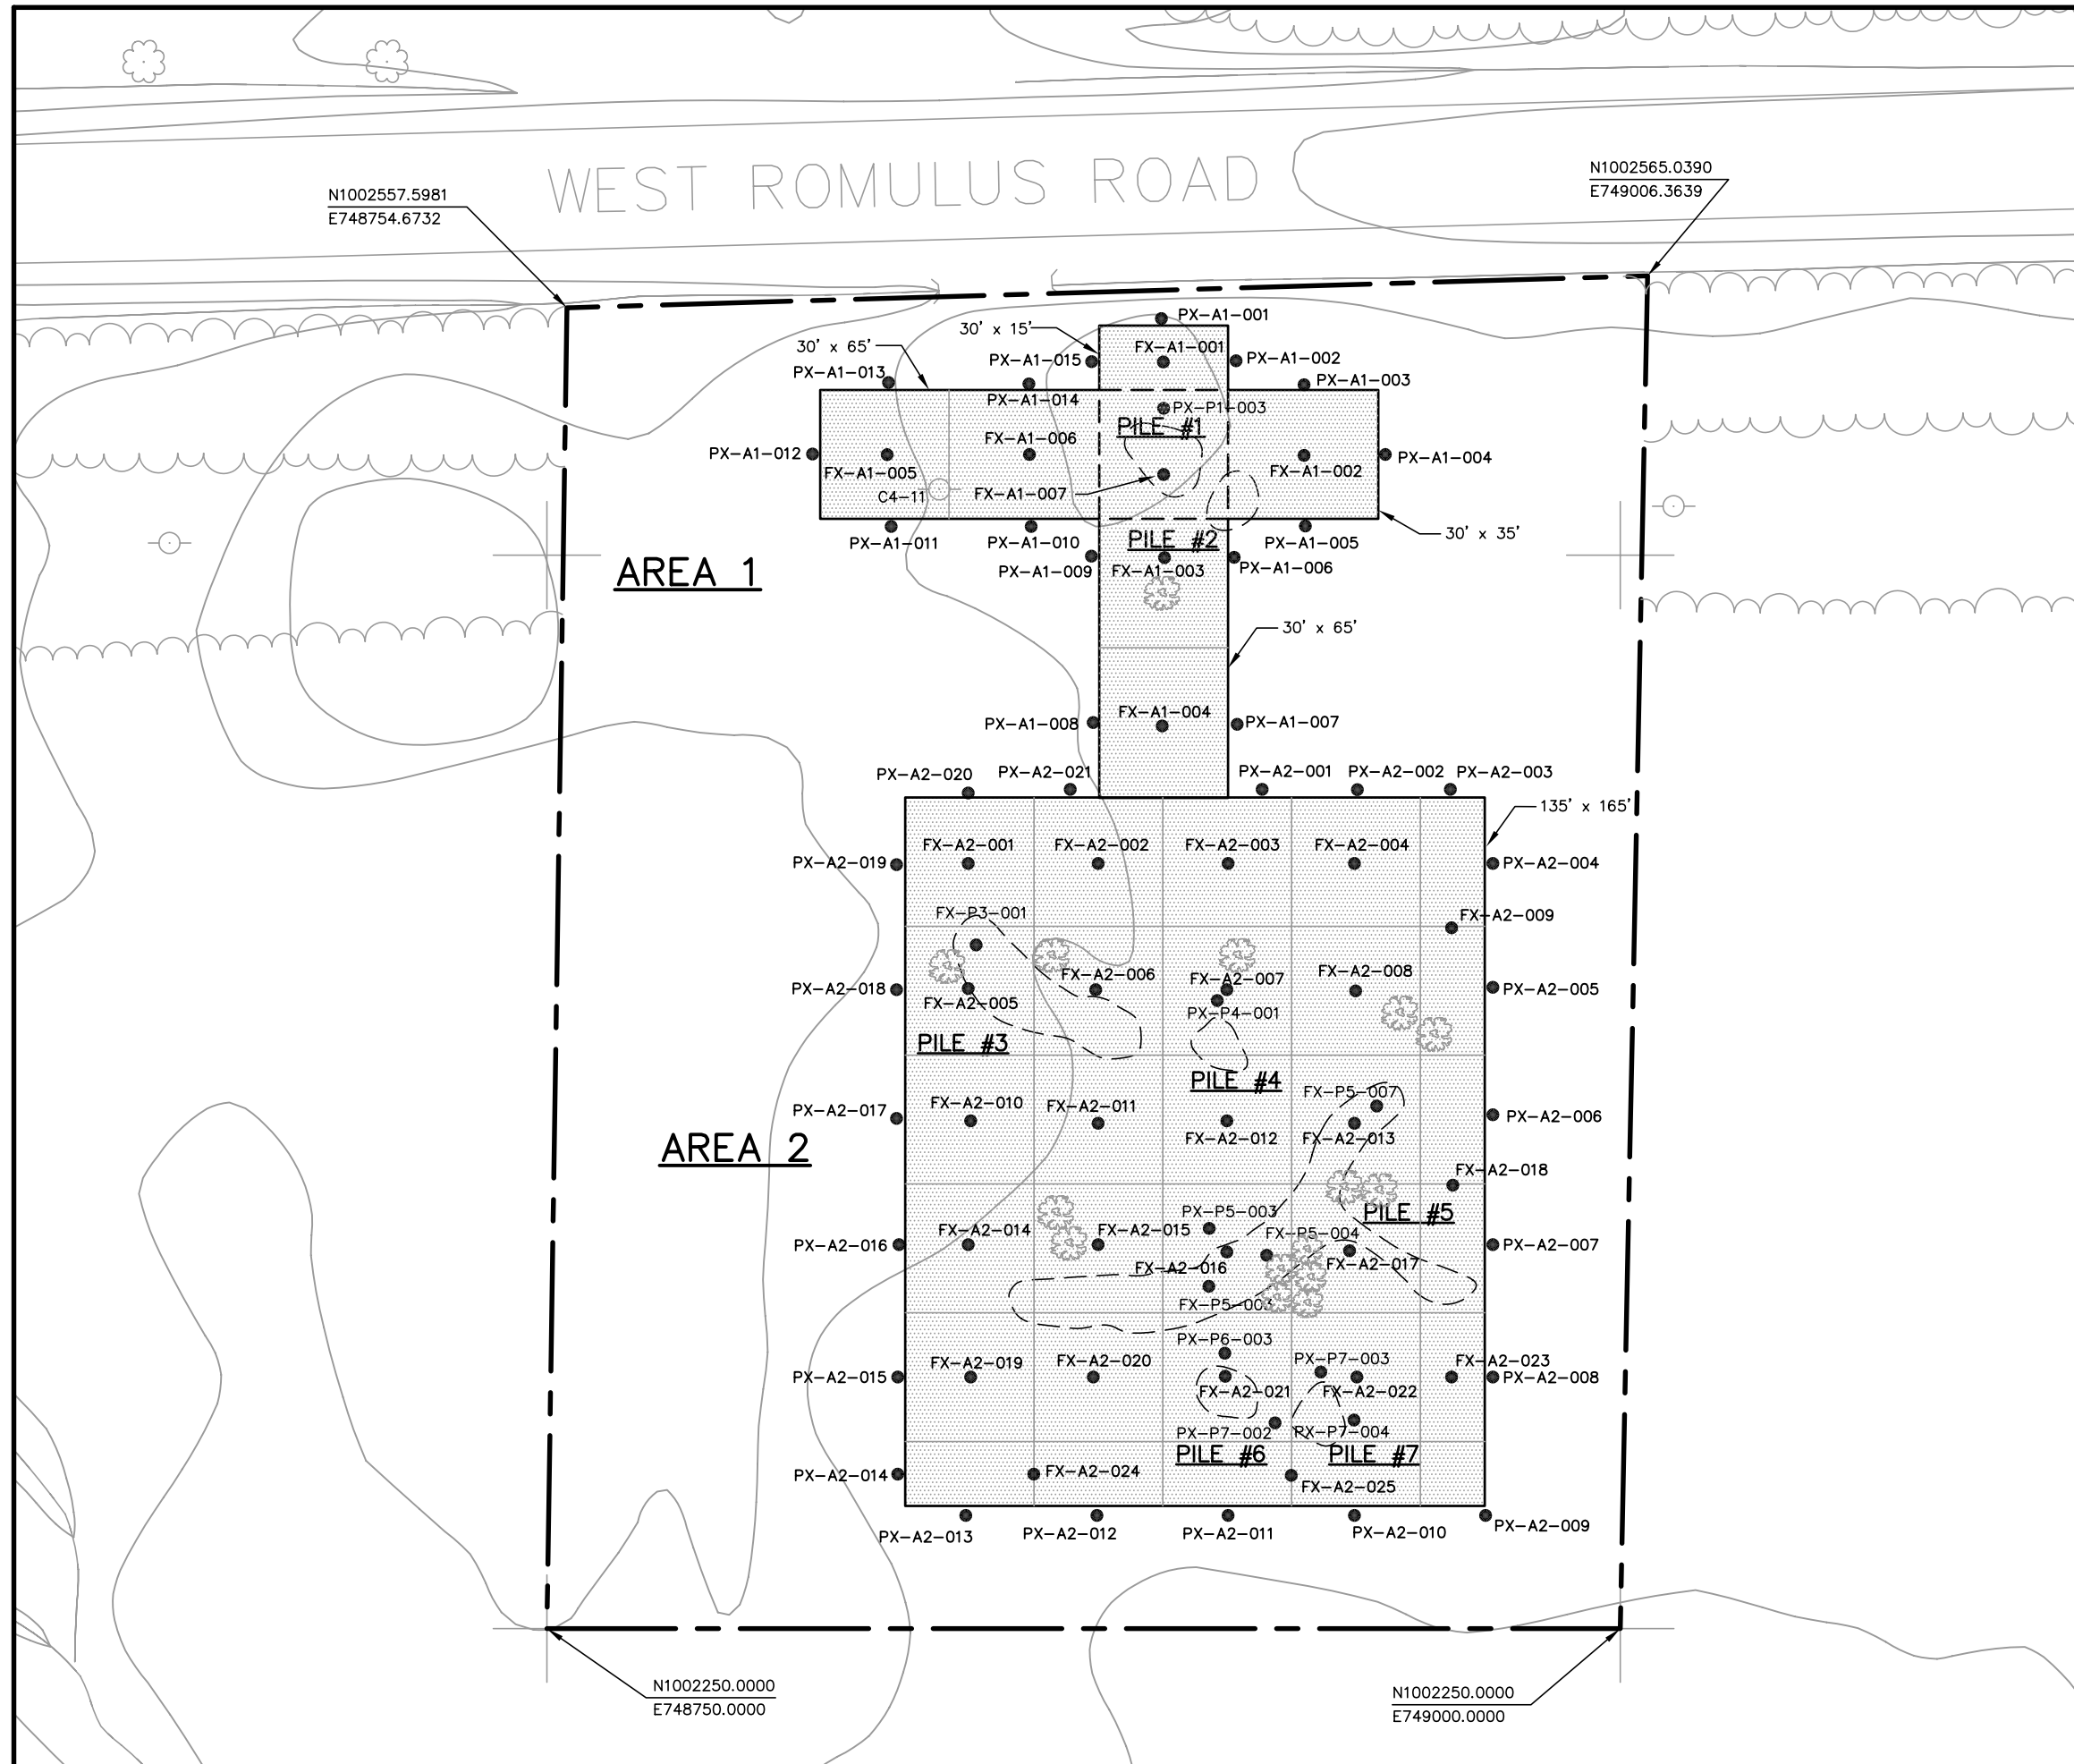 WEST ROMULUS ROAD
N1002557.5981
E748754.6732
N1002565.0390
E749006.3639
PX-A1-001
30' x 15'
30' x 65'
FX-A1-001
PX-A1-015
PX-A1-002
PX-A1-013
PX-A1-003
PX-A1-014
PX-P1-003
PILE #1
FX-A1-006
PX-A1-012
PX-A1-004
FX-A1-005
FX-A1-002
C4-11
FX-A1-007
30' x 35'
PX-A1-011
PX-A1-010
PILE #2
PX-A1-005
PX-A1-009
FX-A1-003
PX-A1-006
AREA 1
30' x 65'
FX-A1-004
PX-A1-008
PX-A1-007
PX-A2-020
PX-A2-021
PX-A2-001
PX-A2-002
PX-A2-003
135' x 165'
FX-A2-001
FX-A2-002
FX-A2-003
FX-A2-004
PX-A2-019
PX-A2-004
FX-P3-001
FX-A2-009
FX-A2-006
FX-A2-007
FX-A2-008
PX-A2-018
PX-A2-005
FX-A2-005
PX-P4-001
PILE #3
PILE #4
FX-P5-007
FX-A2-010
FX-A2-011
PX-A2-017
PX-A2-006
FX-A2-012
FX-A2-013
AREA 2
FX-A2-018
PX-P5-003
PILE #5
FX-A2-014
FX-A2-015
FX-P5-004
PX-A2-016
PX-A2-007
FX-A2-016
FX-A2-017
FX-P5-003
PX-P6-003
PX-P7-003
FX-A2-019
FX-A2-020
FX-A2-023
PX-A2-015
PX-A2-008
FX-A2-021
FX-A2-022
PX-P7-002
PX-P7-004
PILE #6
PILE #7
PX-A2-014
FX-A2-024
FX-A2-025
PX-A2-013
PX-A2-012
PX-A2-011
PX-A2-010
PX-A2-009
N1002250.0000
E748750.0000
N1002250.0000
E749000.0000